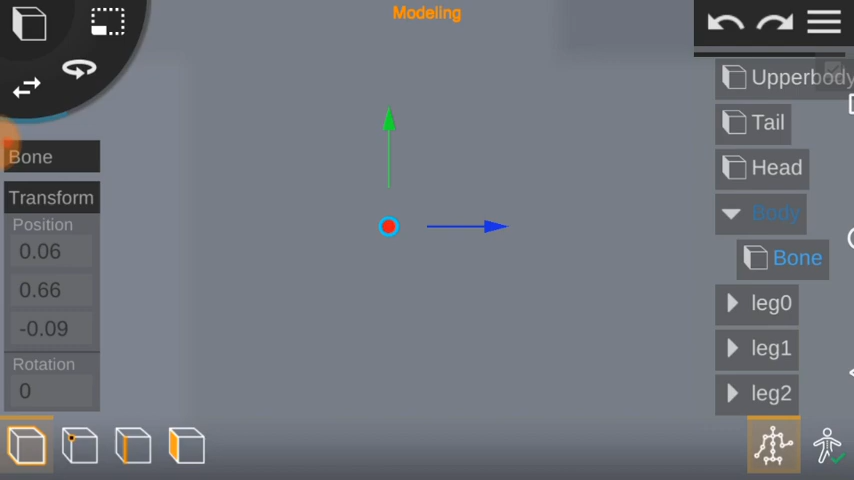 Modeling
Bone
Transform
Position
0.06
0.66
-0.09
Rotation
0
Upperbody
Tail
Head
Body
Bone
leg0
leg1
leg2